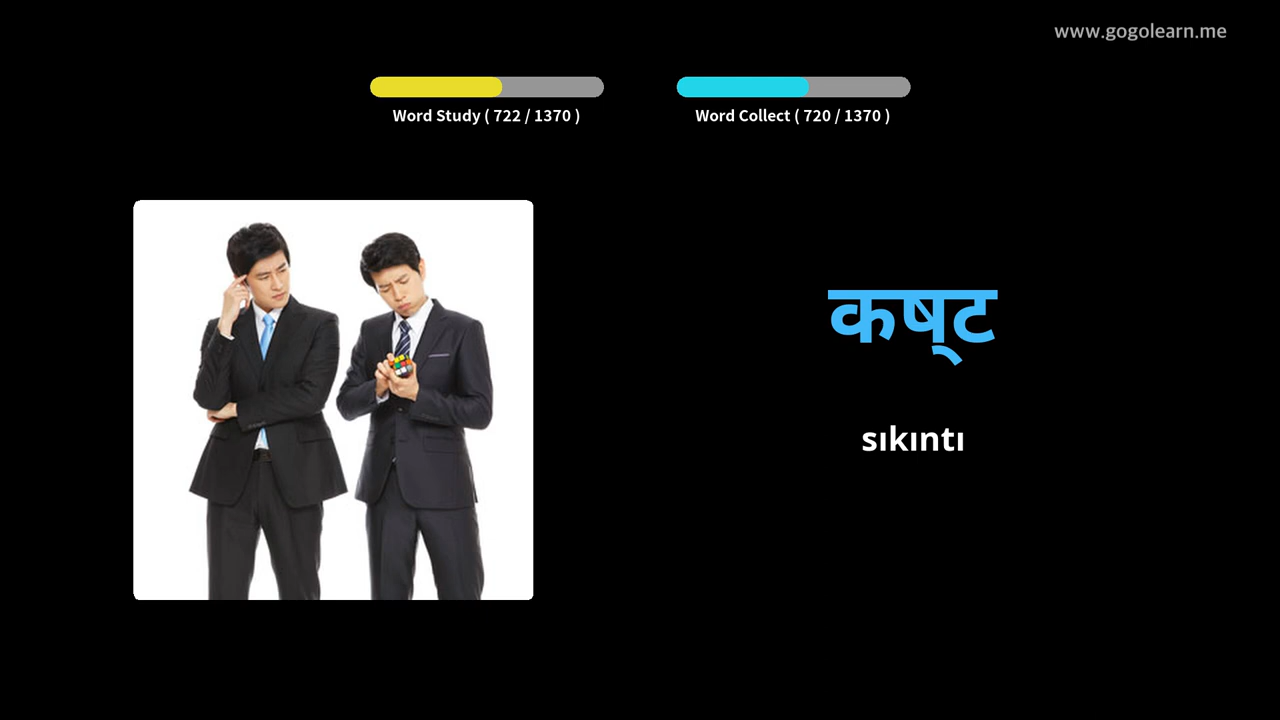 www.gogolearn.me
Word Study ( 722 / 1370 )
Word Collect ( 720 / 1370 )
कष्ट
sıkıntı